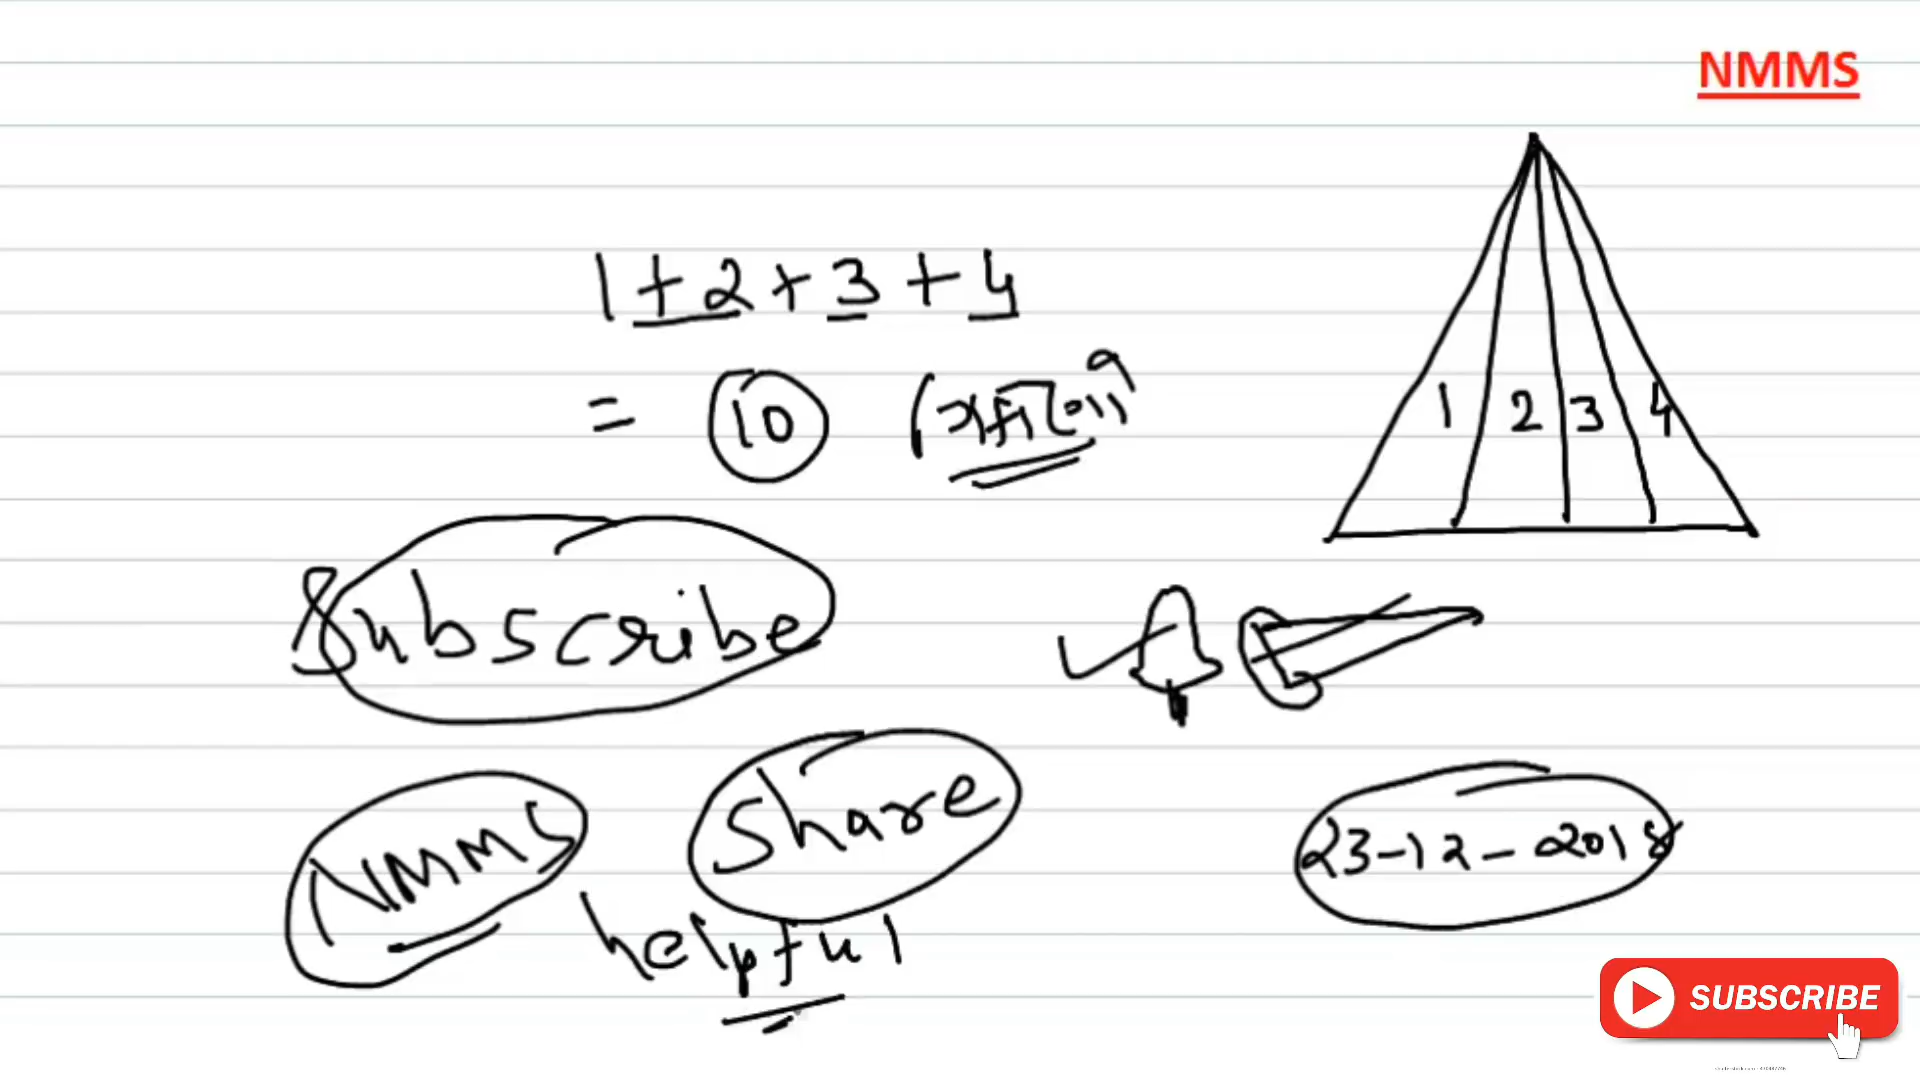 NMMS
1+2+3+4
= 10
1 2 3 4
Subscribe
NMMS
Share
helpful
23-12-2018
SUBSCRIBE